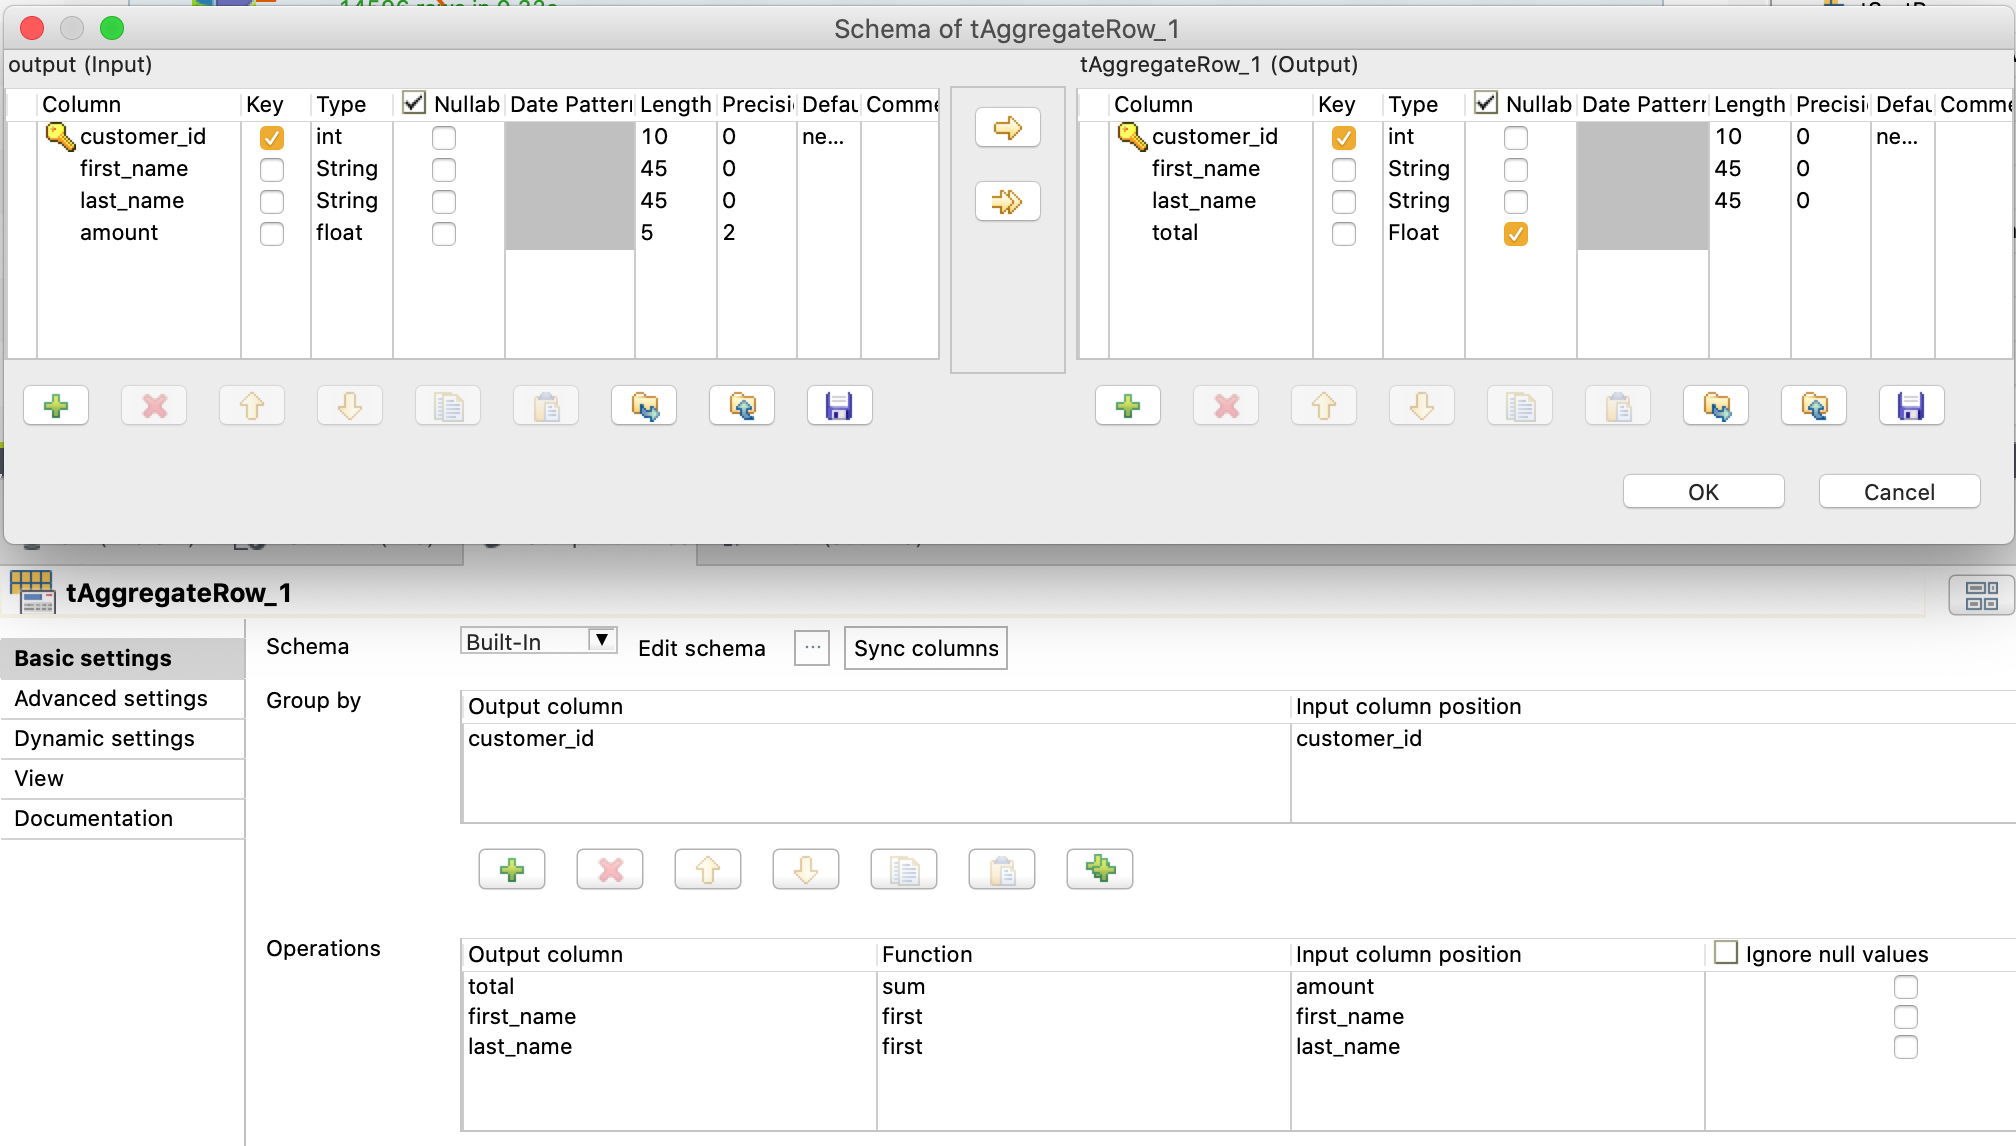 Schema of tAggregateRow_1
output (Input)
Column Key Type Nullab Date Patterr Length Precisi Defau Comme
customer_id int 10 0 ne...
first_name String 45 0
last_name String 45 0
amount float 5 2
tAggregateRow_1 (Output)
Column Key Type Nullab Date Patterr Length Precisi Defau Comme
customer_id int 10 0 ne...
first_name String 45 0
last_name String 45 0
total Float
OK Cancel
tAggregateRow_1
Basic settings
Advanced settings
Dynamic settings
View
Documentation
Schema Built-In Edit schema ... Sync columns
Group by
Output column Input column position
customer_id customer_id
Operations
Output column Function Input column position Ignore null values
total sum amount
first_name first first_name
last_name first last_name